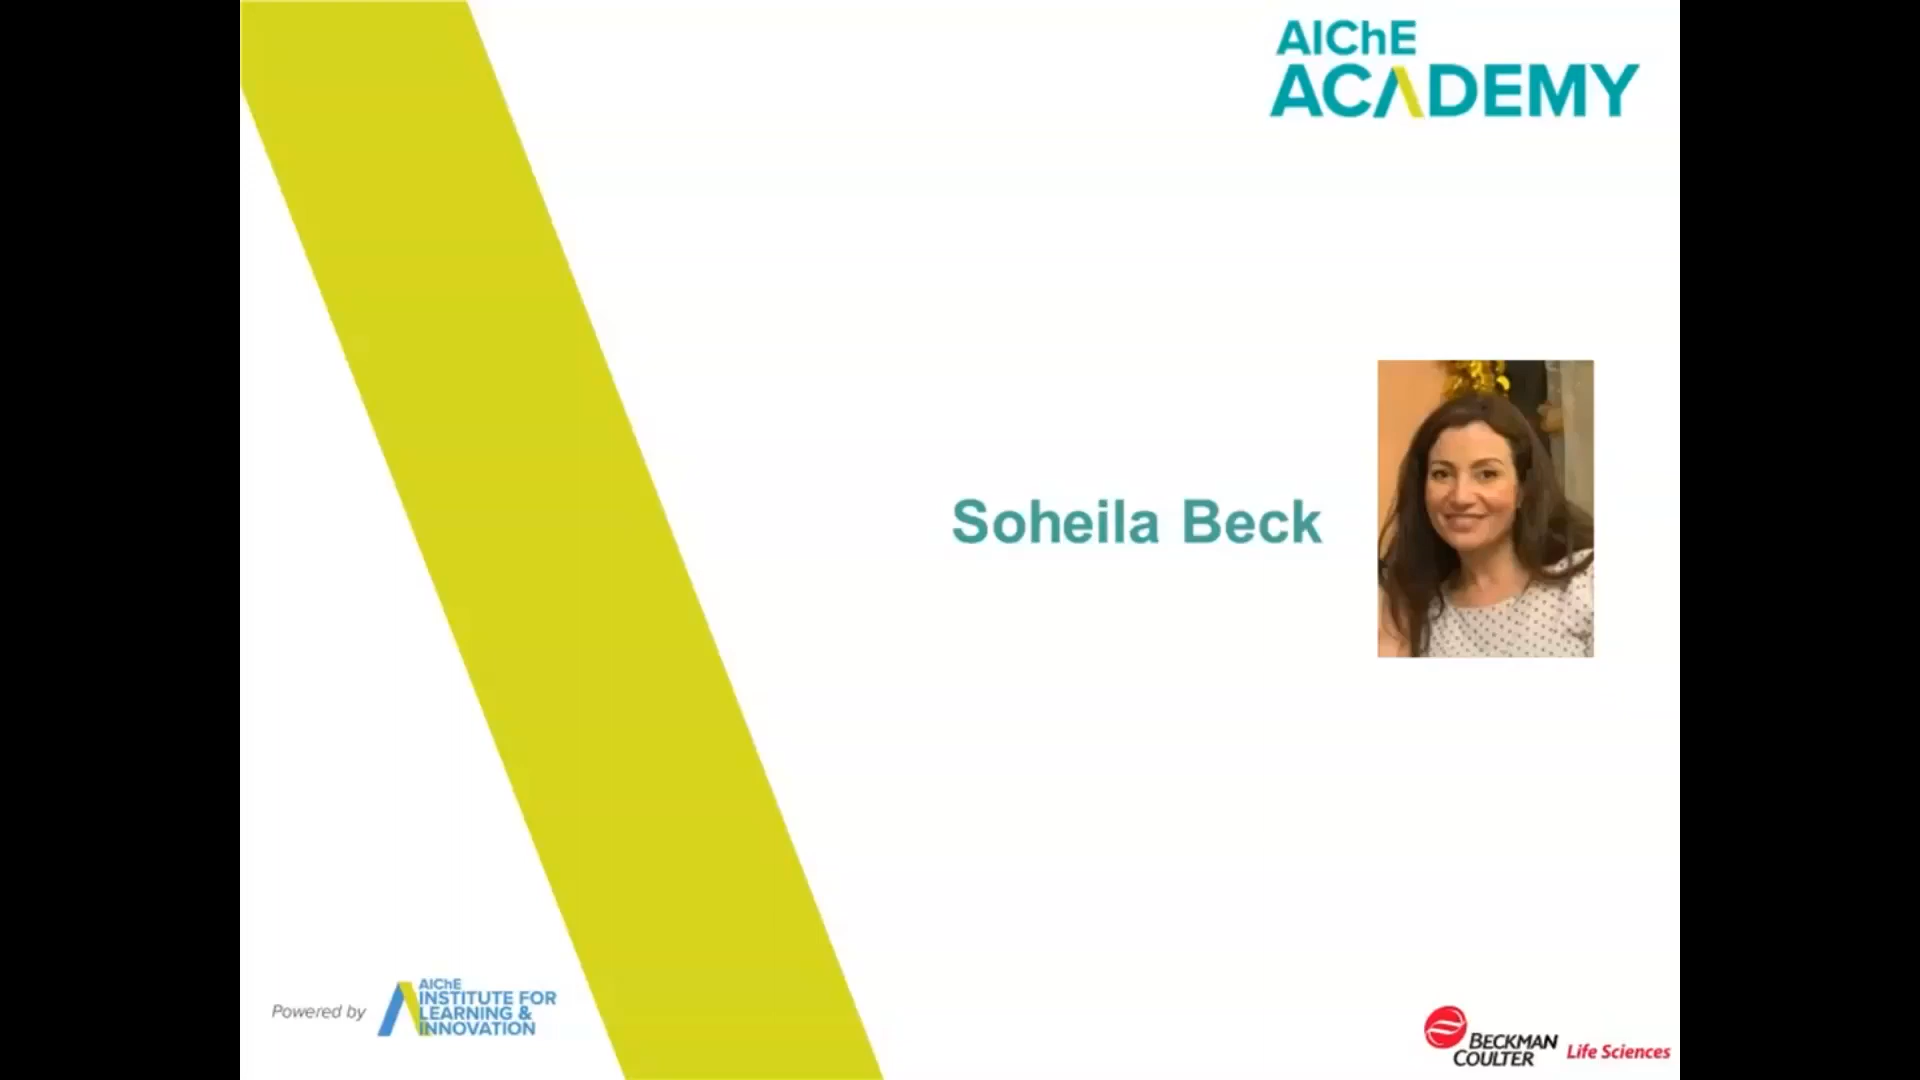 AIChE
ACADEMY
Soheila Beck
Powered by
AIChE
INSTITUTE FOR
LEARNING &
INNOVATION
BECKMAN
COULTER
Life Sciences